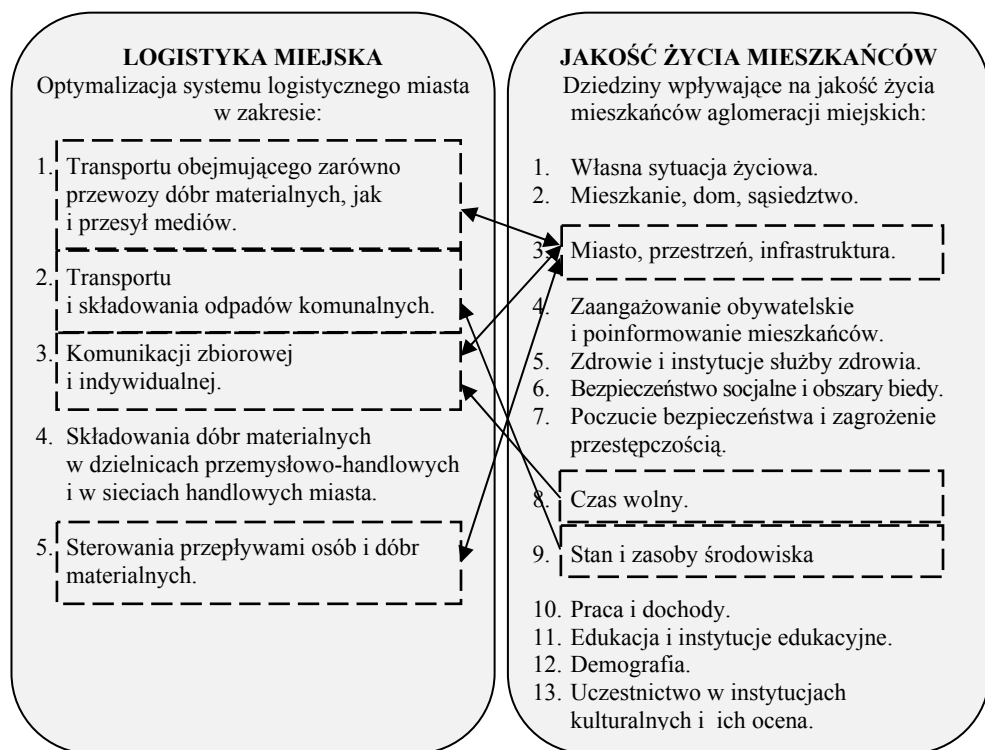 LOGISTYKA MIEJSKA
Optymalizacja systemu logistycznego miasta
w zakresie:
1. Transportu obejmującego zarówno
przewozy dóbr materialnych, jak
i przesył mediów.
2. Transportu
i składowania odpadów komunalnych.
3. Komunikacji zbiorowej
i indywidualnej.
4. Składowania dóbr materialnych
w dzielnicach przemysłowo-handlowych
i w sieciach handlowych miasta.
5. Sterowania przepływami osób i dóbr
materialnych.
JAKOŚĆ ŻYCIA MIESZKAŃCÓW
Dziedziny wpływające na jakość życia
mieszkańców aglomeracji miejskich:
1. Własna sytuacja życiowa.
2. Mieszkanie, dom, sąsiedztwo.
3. Miasto, przestrzeń, infrastruktura.
4. Zaangażowanie obywatelskie
i poinformowanie mieszkańców.
5. Zdrowie i instytucje służby zdrowia.
6. Bezpieczeństwo socjalne i obszary biedy.
7. Poczucie bezpieczeństwa i zagrożenie
przestępczością.
8. Czas wolny.
9. Stan i zasoby środowiska
10. Praca i dochody.
11. Edukacja i instytucje edukacyjne.
12. Demografia.
13. Uczestnictwo w instytucjach
kulturalnych i ich ocena.